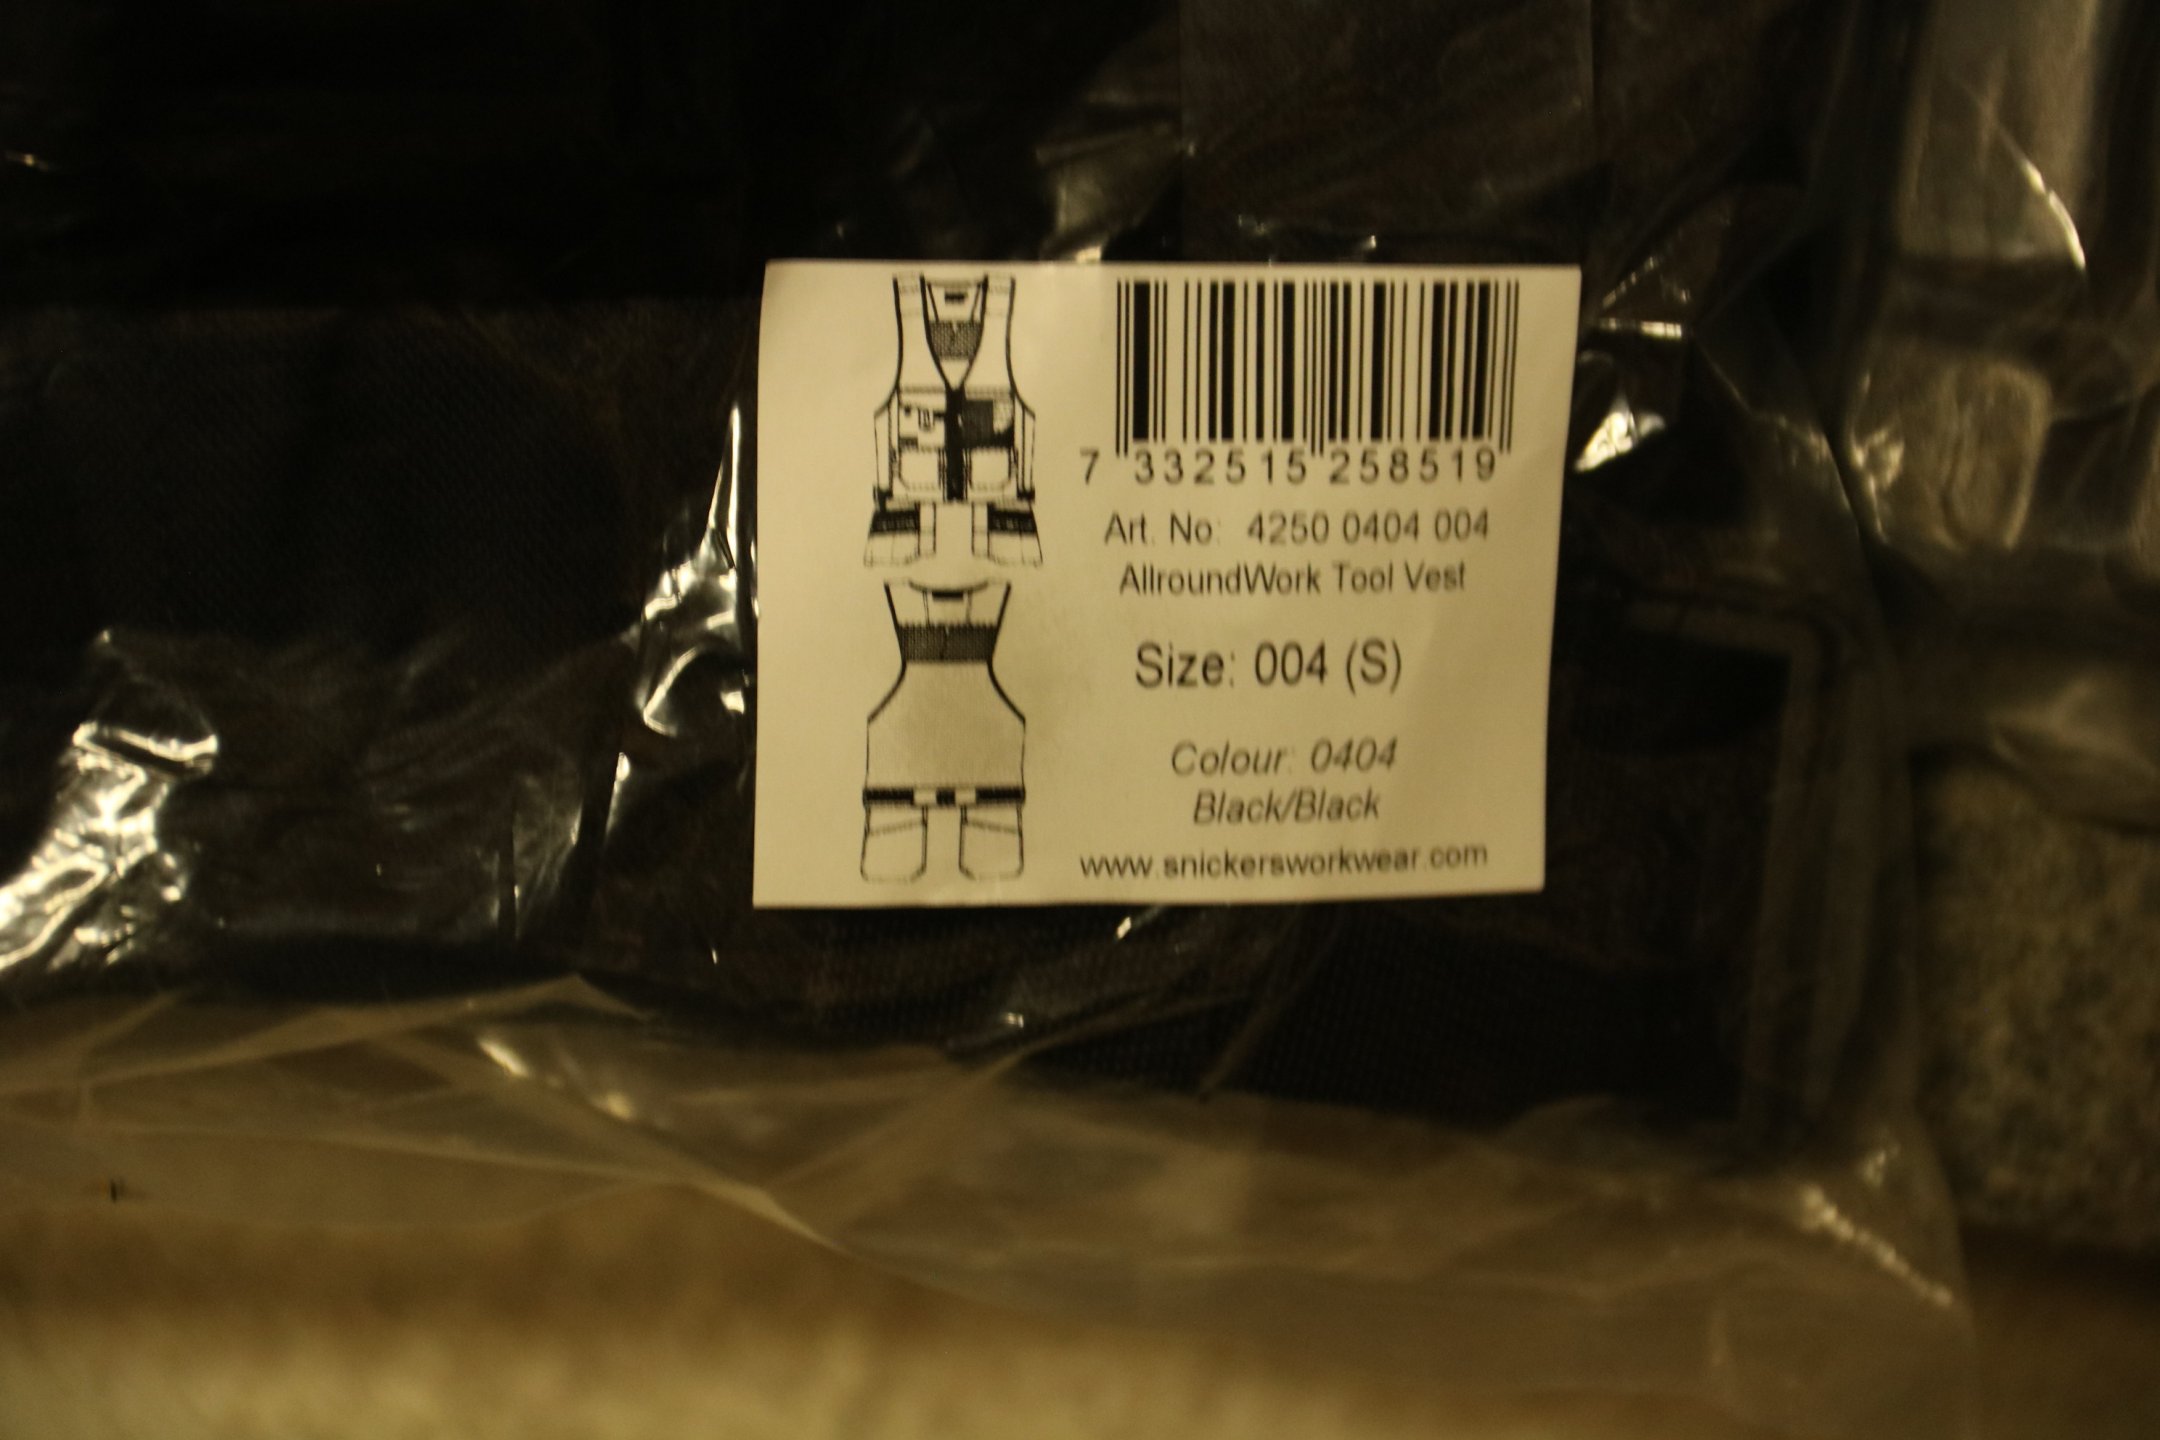 7 332515 258519
Art. No: 4250 0404 004
AllroundWork Tool Vest
Size: 004 (S)
Colour: 0404
Black/Black
www.snickersworkwear.com